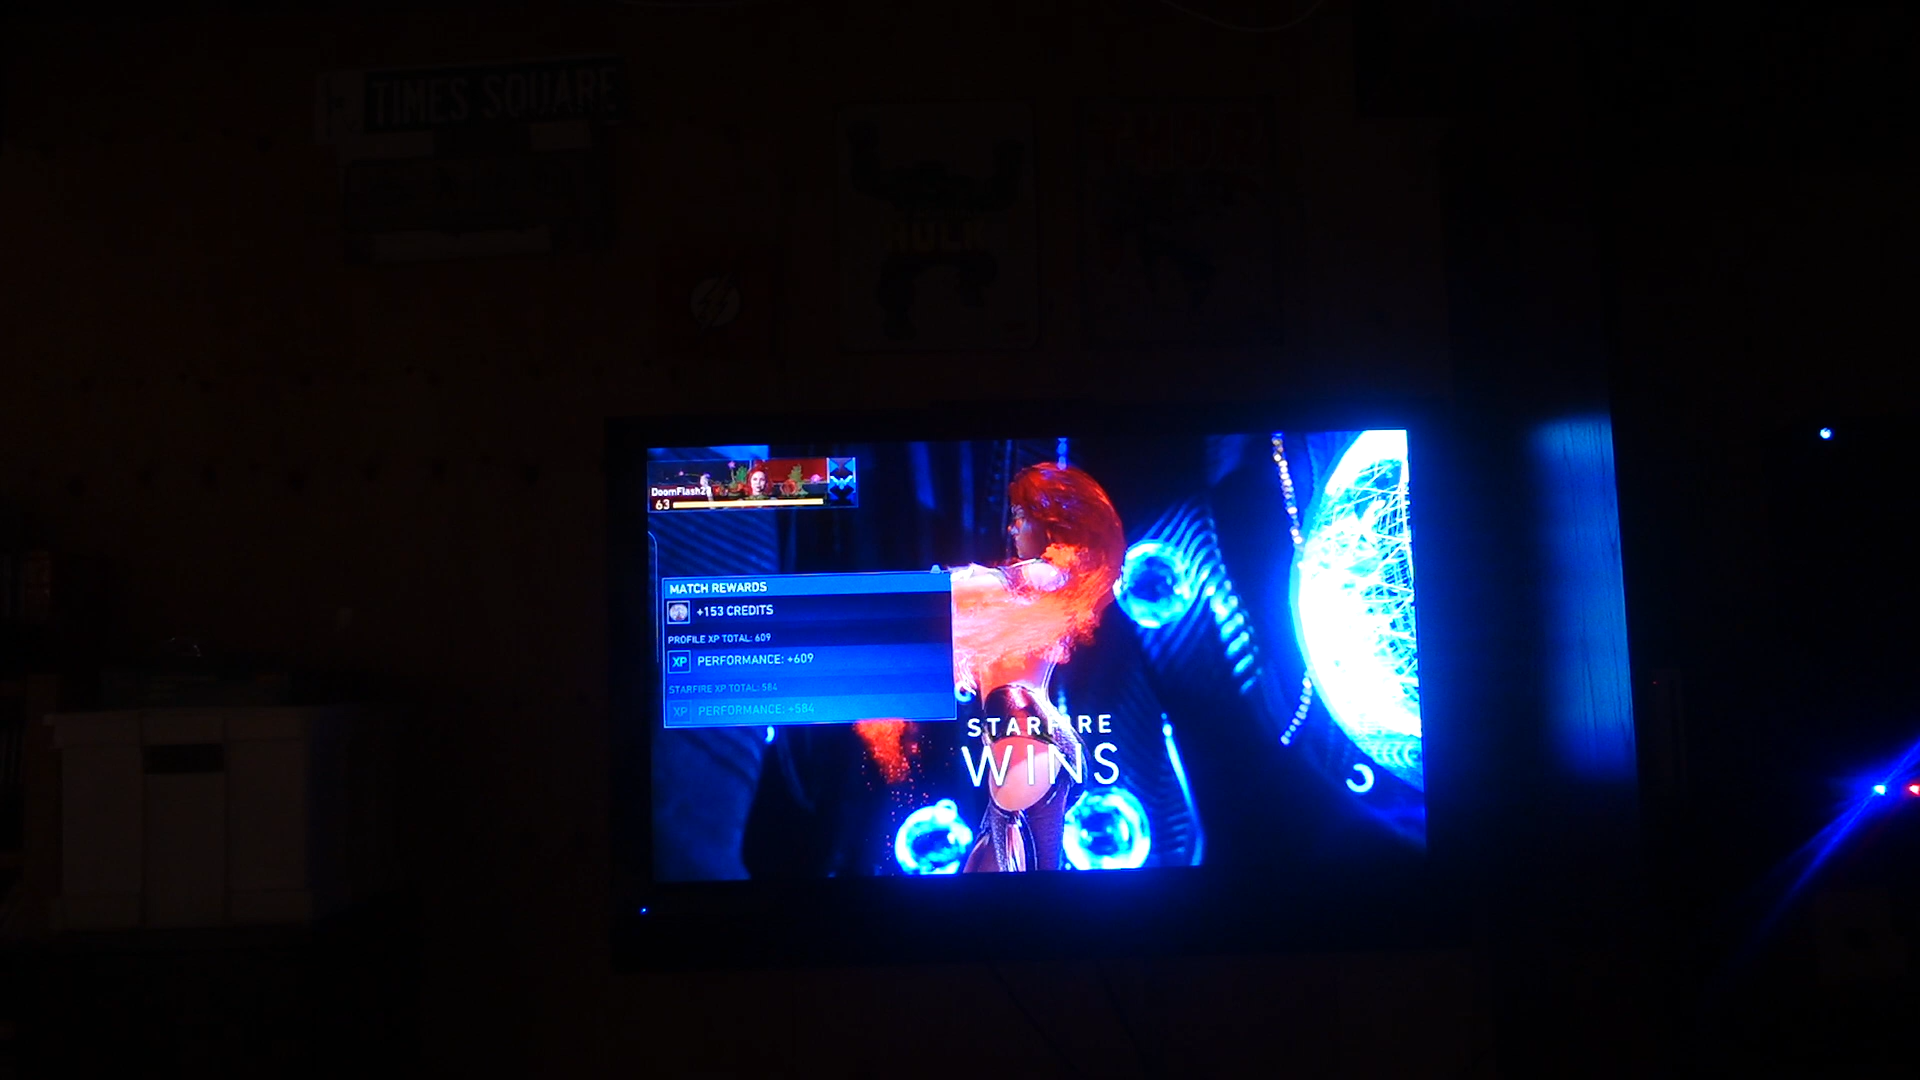 TIMES SQUARE
HULK
DoomFlash2
63
MATCH REWARDS
+153 CREDITS
PROFILE XP TOTAL: 609
XP PERFORMANCE: +609
STARFIRE XP TOTAL: 584
XP PERFORMANCE: +584
STARFIRE
WINS